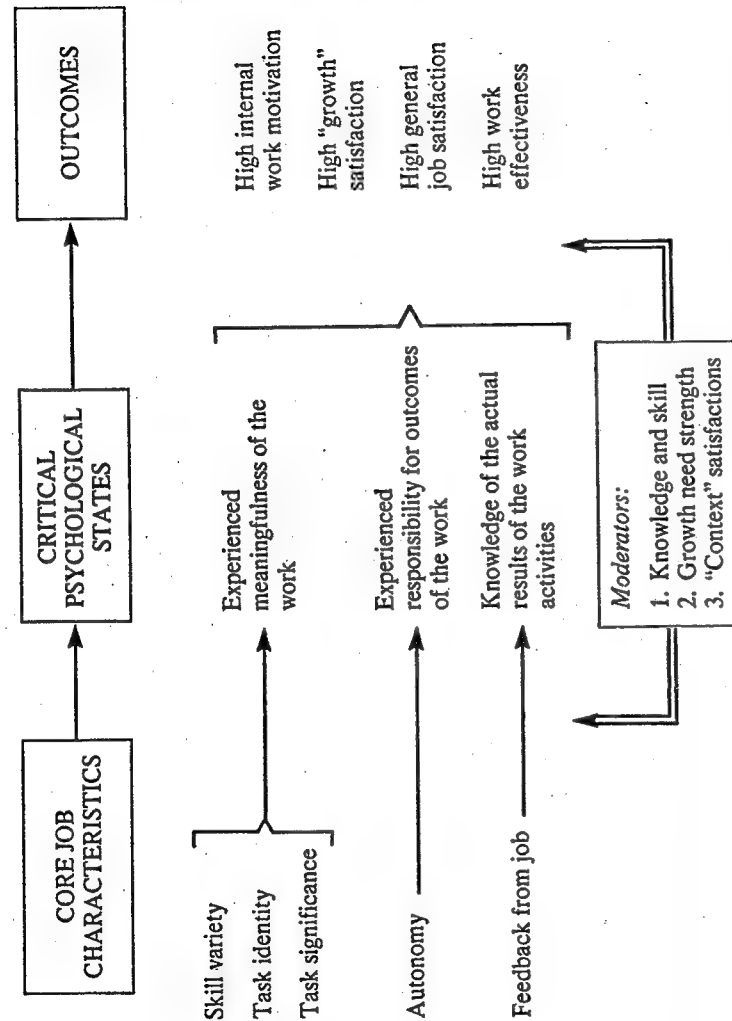 CORE JOB
CHARACTERISTICS
CRITICAL
PSYCHOLOGICAL
STATES
OUTCOMES
Skill variety
Task identity
Task significance
Experienced
meaningfulness of the
work
Autonomy
Experienced
responsibility for outcomes
of the work
Feedback from job
Knowledge of the actual
results of the work
activities
High internal
work motivation
High "growth"
satisfaction
High general
job satisfaction
High work
effectiveness
Moderators:
1. Knowledge and skill
2. Growth need strength
3. "Context" satisfactions